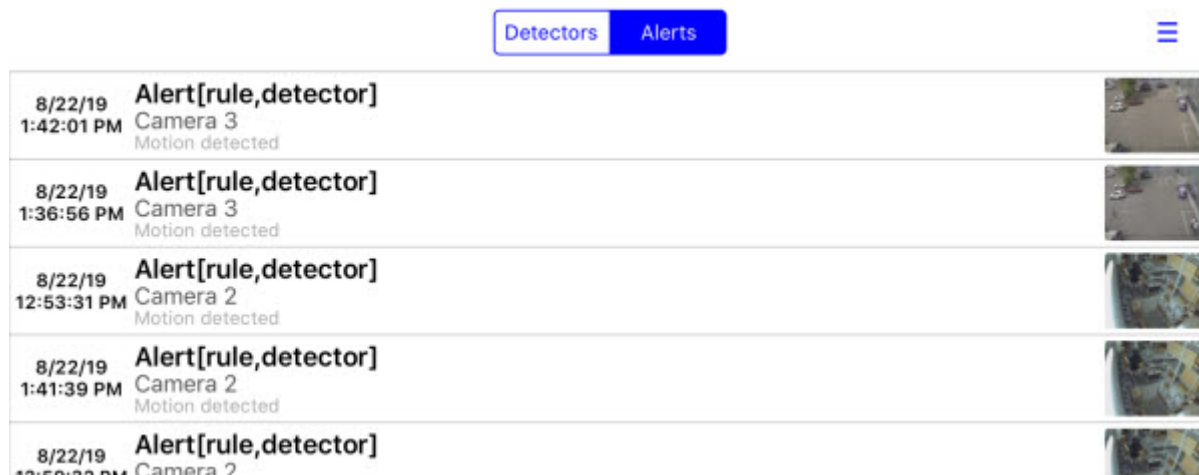 Detectors Alerts
8/22/19
1:42:01 PM
Alert[rule,detector]
Camera 3
Motion detected
8/22/19
1:36:56 PM
Alert[rule,detector]
Camera 3
Motion detected
8/22/19
12:53:31 PM
Alert[rule,detector]
Camera 2
Motion detected
8/22/19
1:41:39 PM
Alert[rule,detector]
Camera 2
Motion detected
8/22/19
PM
Alert[rule,detector]
Camera 2